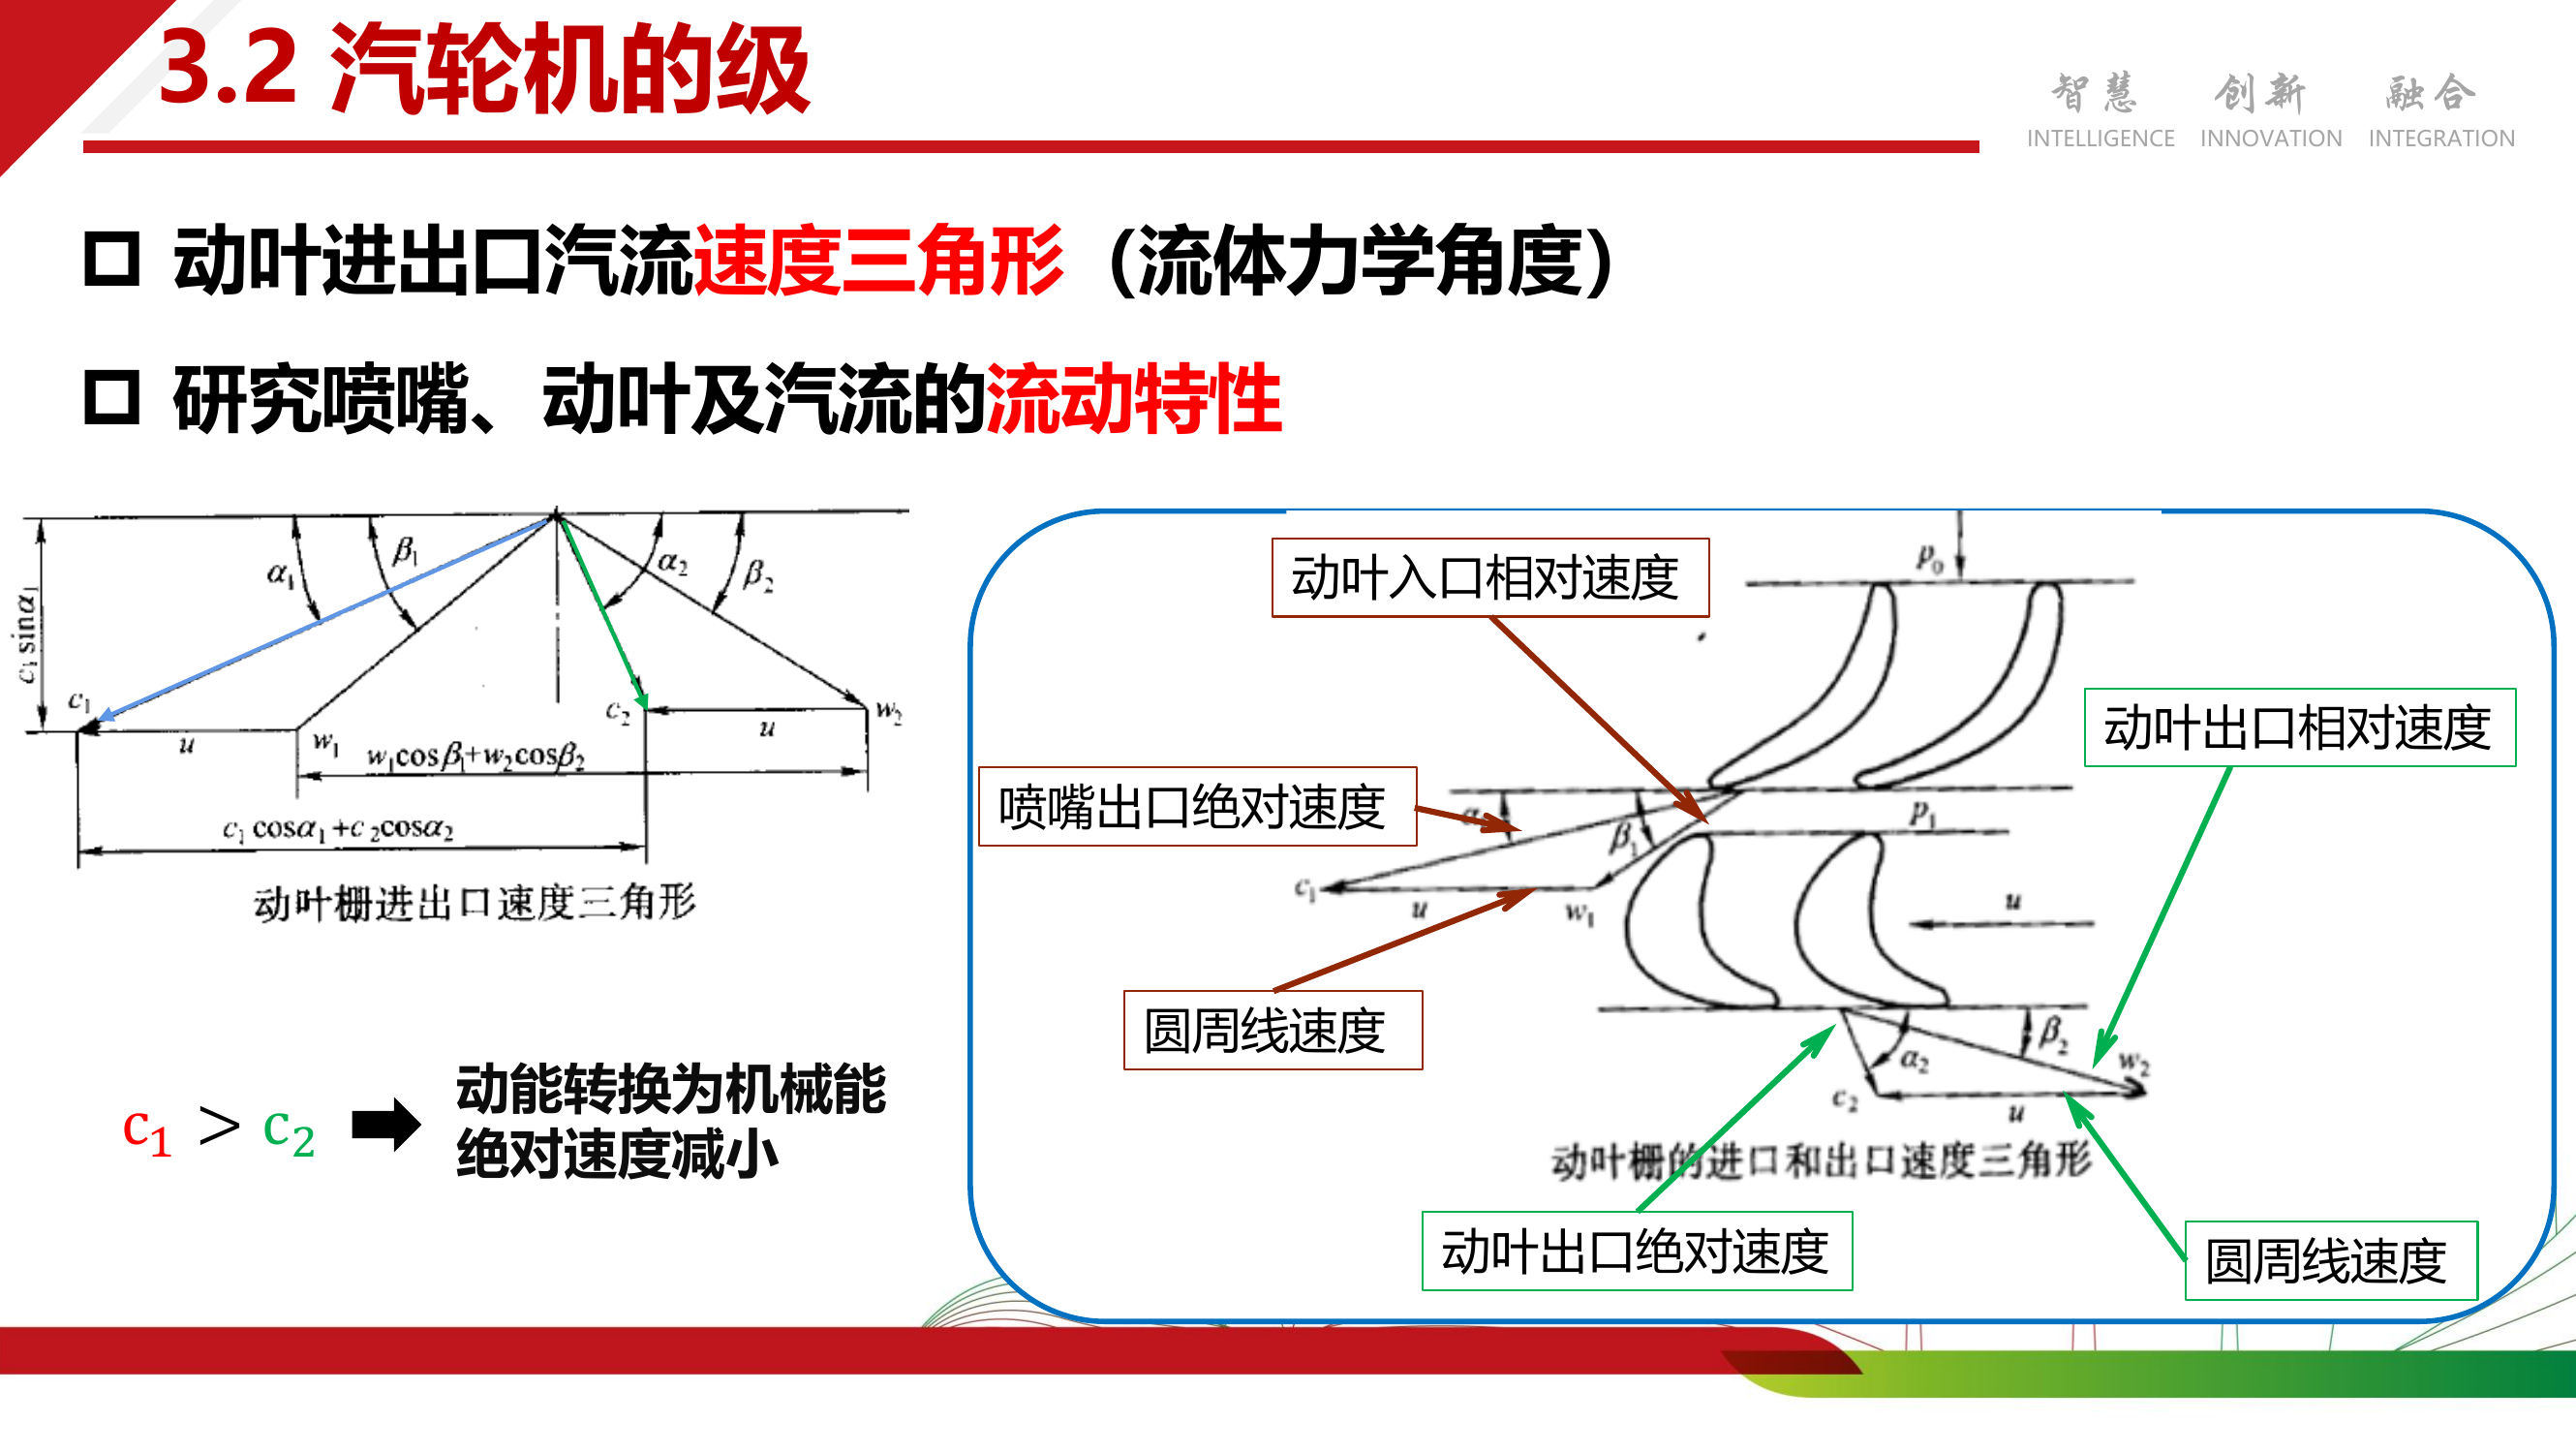 3.2 汽轮机的级
智慧 创新 融合
INTELLIGENCE INNOVATION INTEGRATION
动叶进出口汽流速度三角形（流体力学角度）
研究喷嘴、动叶及汽流的流动特性
α₁
β₁
α₂
β₂
c₁ sinα₁
c₁
u
w₁
c₂
u
w₂
w₁cosβ₁+w₂cosβ₂
c₁ cosα₁+c₂cosα₂
动叶栅进出口速度三角形
c₁ > c₂
动能转换为机械能
绝对速度减小
动叶入口相对速度
p₀
动叶出口相对速度
喷嘴出口绝对速度
β₁
p₁
c₁
u
w₁
u
圆周线速度
β₂
α₂
w₂
c₂
u
动叶栅的进口和出口速度三角形
动叶出口绝对速度
圆周线速度